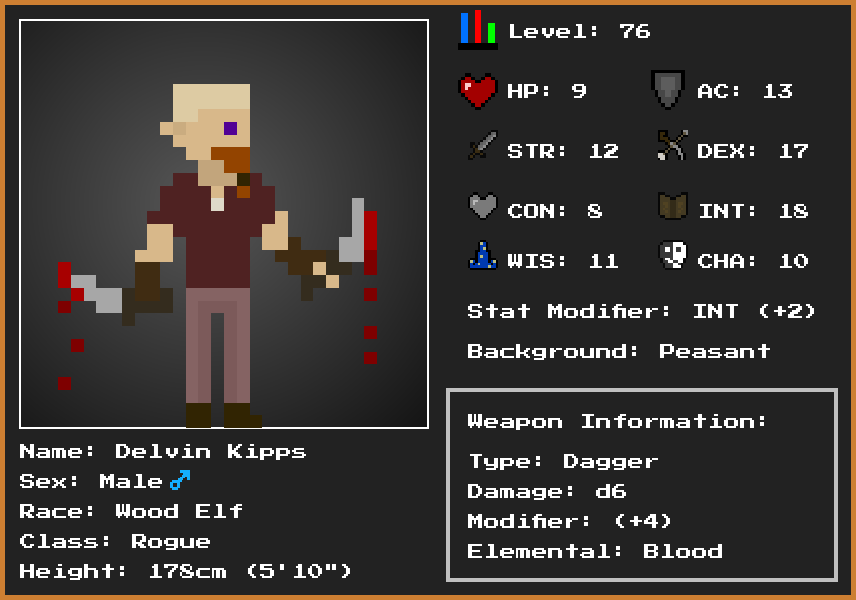 Level: 76
HP: 9
AC: 13
STR: 12
DEX: 17
CON: 8
INT: 18
WIS: 11
CHA: 10
Stat Modifier: INT (+2)
Background: Peasant
Weapon Information:
Type: Dagger
Damage: d6
Modifier: (+4)
Elemental: Blood
Name: Delvin Kipps
Sex: Male♂
Race: Wood Elf
Class: Rogue
Height: 178cm (5'10")